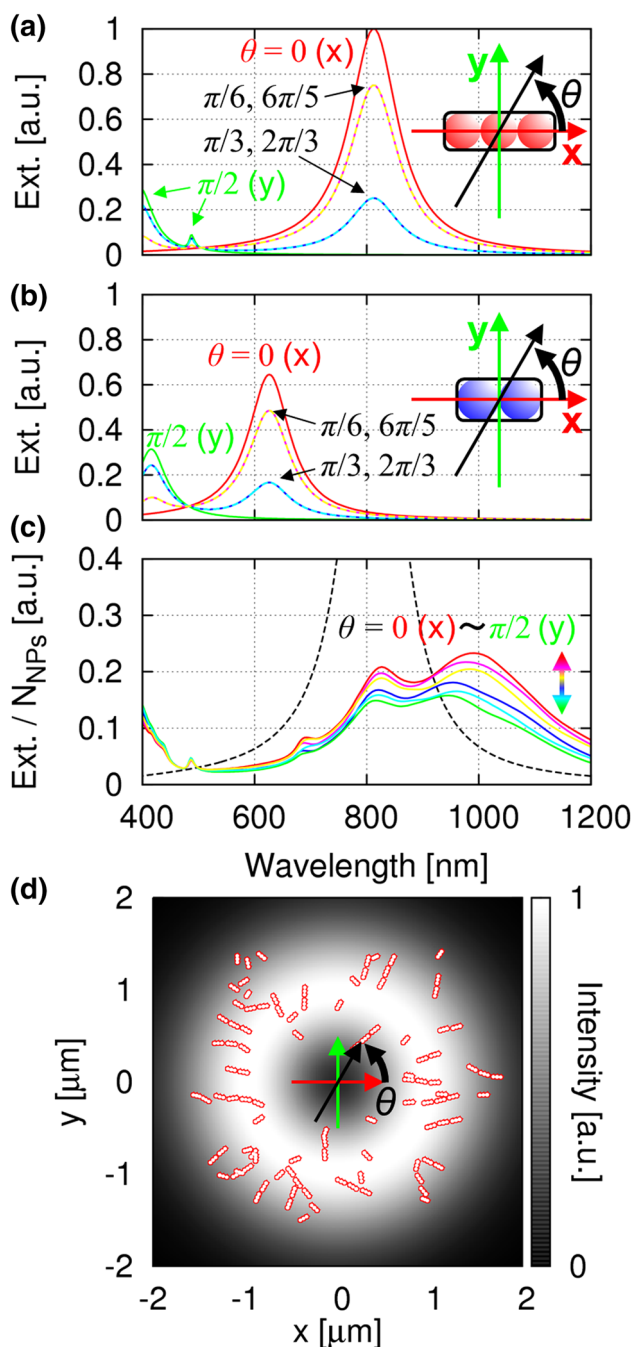 (a)
1
0.8
0.6
0.4
0.2
0
Ext. [a.u.]
θ = 0 (x)
π/6, 6π/5
π/3, 2π/3
π/2 (y)
y
θ
x
(b)
1
0.8
0.6
0.4
0.2
0
Ext. [a.u.]
θ = 0 (x)
π/6, 6π/5
π/3, 2π/3
π/2 (y)
y
θ
x
(c)
0.4
0.3
0.2
0.1
0
Ext. / N_NPs [a.u.]
θ = 0 (x) ~ π/2 (y)
400 600 800 1000 1200
Wavelength [nm]
(d)
2
1
0
-1
-2
y [μm]
θ
-2 -1 0 1 2
x [μm]
1
0
Intensity [a.u.]